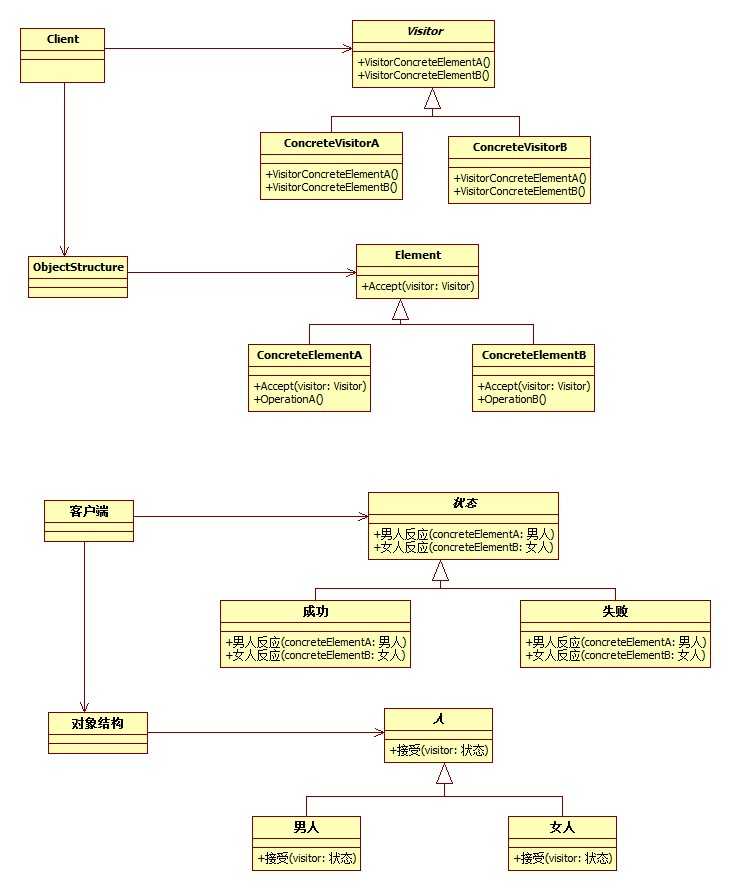 Client
Visitor
+VisitorConcreteElementA()
+VisitorConcreteElementB()
ConcreteVisitorA
+VisitorConcreteElementA()
+VisitorConcreteElementB()
ConcreteVisitorB
+VisitorConcreteElementA()
+VisitorConcreteElementB()
ObjectStructure
Element
+Accept(visitor: Visitor)
ConcreteElementA
+Accept(visitor: Visitor)
+OperationA()
ConcreteElementB
+Accept(visitor: Visitor)
+OperationB()
客户端
状态
+男人反应(concreteElementA: 男人)
+女人反应(concreteElementB: 女人)
成功
+男人反应(concreteElementA: 男人)
+女人反应(concreteElementB: 女人)
失败
+男人反应(concreteElementA: 男人)
+女人反应(concreteElementB: 女人)
对象结构
人
+接受(visitor: 状态)
男人
+接受(visitor: 状态)
女人
+接受(visitor: 状态)